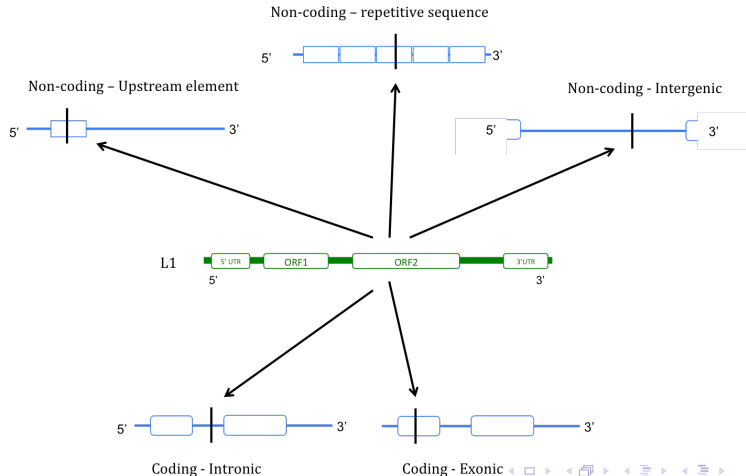 Non-coding – repetitive sequence
5’ 3’
Non-coding – Upstream element
5’ 3’
Non-coding - Intergenic
5’ 3’
L1 5’ UTR ORF1 ORF2 3’UTR
5’ 3’
5’ 3’
3’
Coding - Intronic
Coding - Exonic